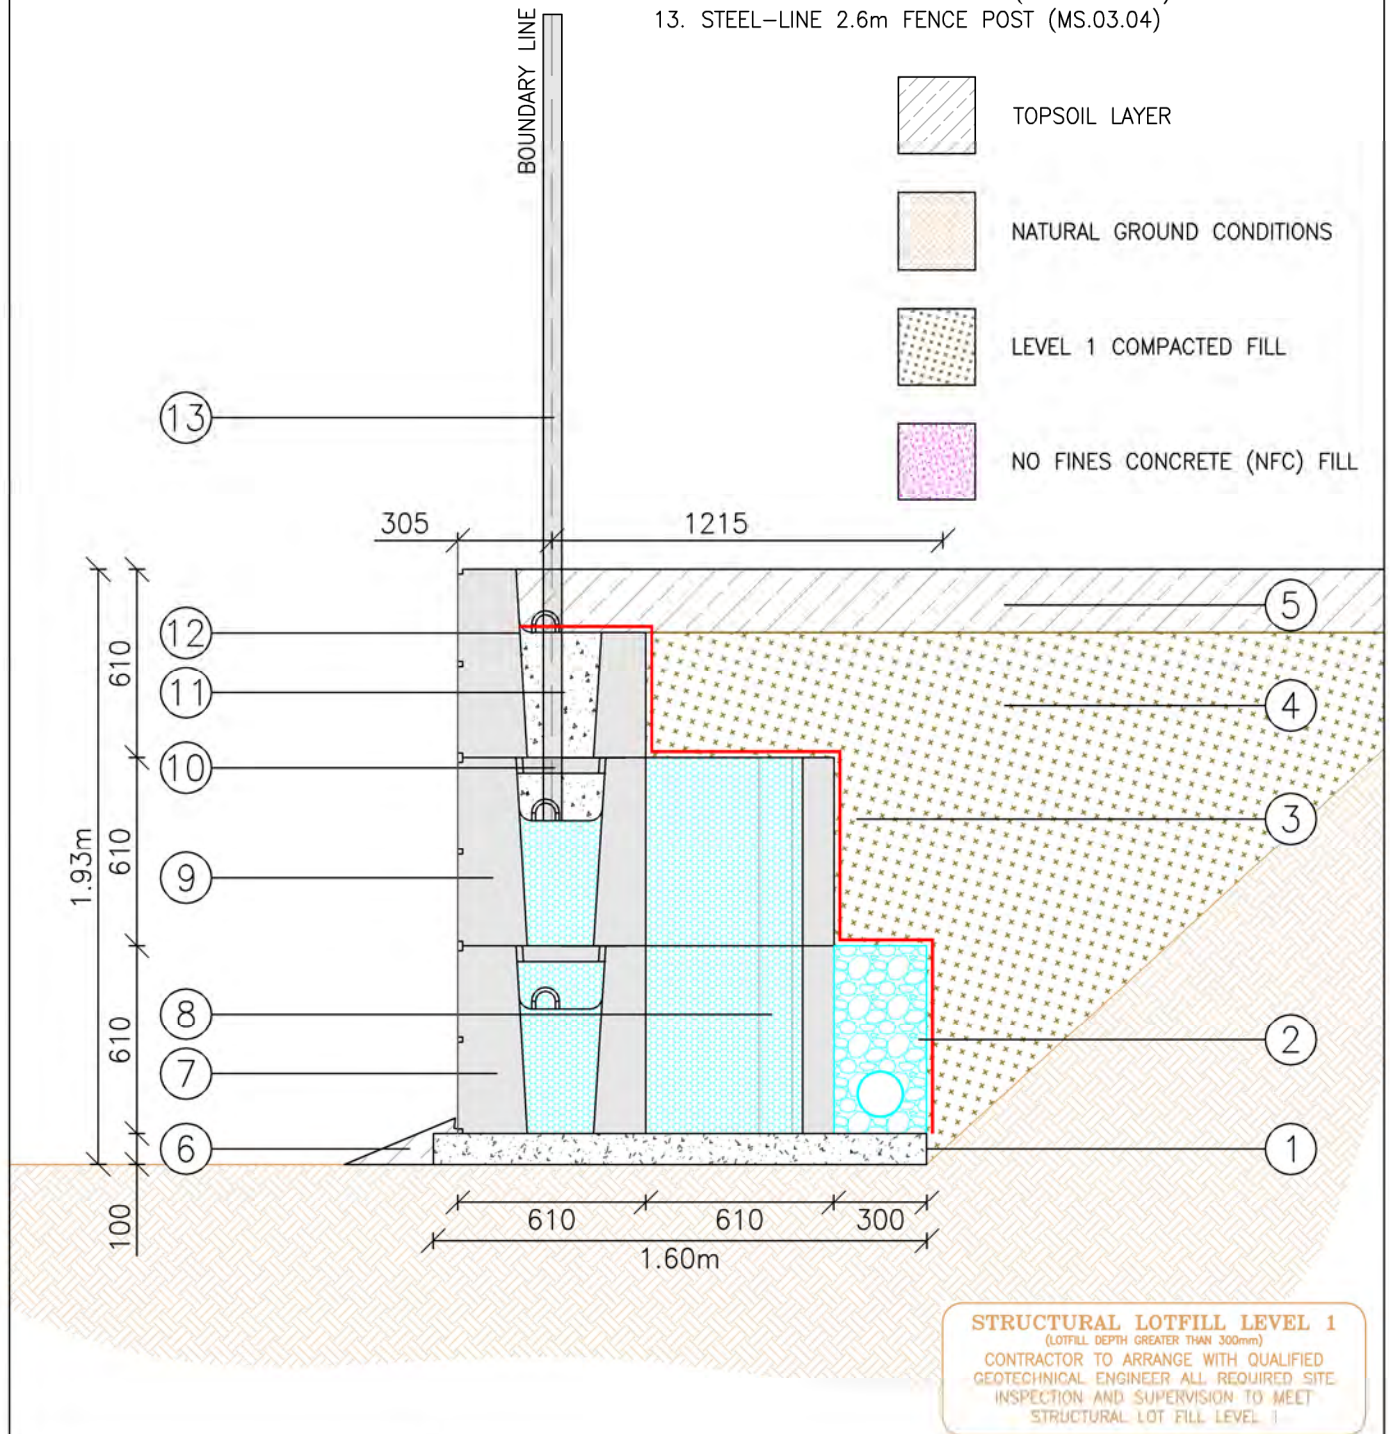 13. STEEL-LINE 2.6m FENCE POST (MS.03.04)
BOUNDARY LINE
TOPSOIL LAYER
NATURAL GROUND CONDITIONS
LEVEL 1 COMPACTED FILL
NO FINES CONCRETE (NFC) FILL
13
305
1215
5
12
610
11
4
10
3
1.93m
610
9
8
2
610
7
6
1
100
610
610
300
1.60m
STRUCTURAL LOTFILL LEVEL 1
(LOTFILL DEPTH GREATER THAN 300mm)
CONTRACTOR TO ARRANGE WITH QUALIFIED
GEOTECHNICAL ENGINEER ALL REQUIRED SITE
INSPECTION AND SUPERVISION TO MEET
STRUCTURAL LOT FILL LEVEL 1